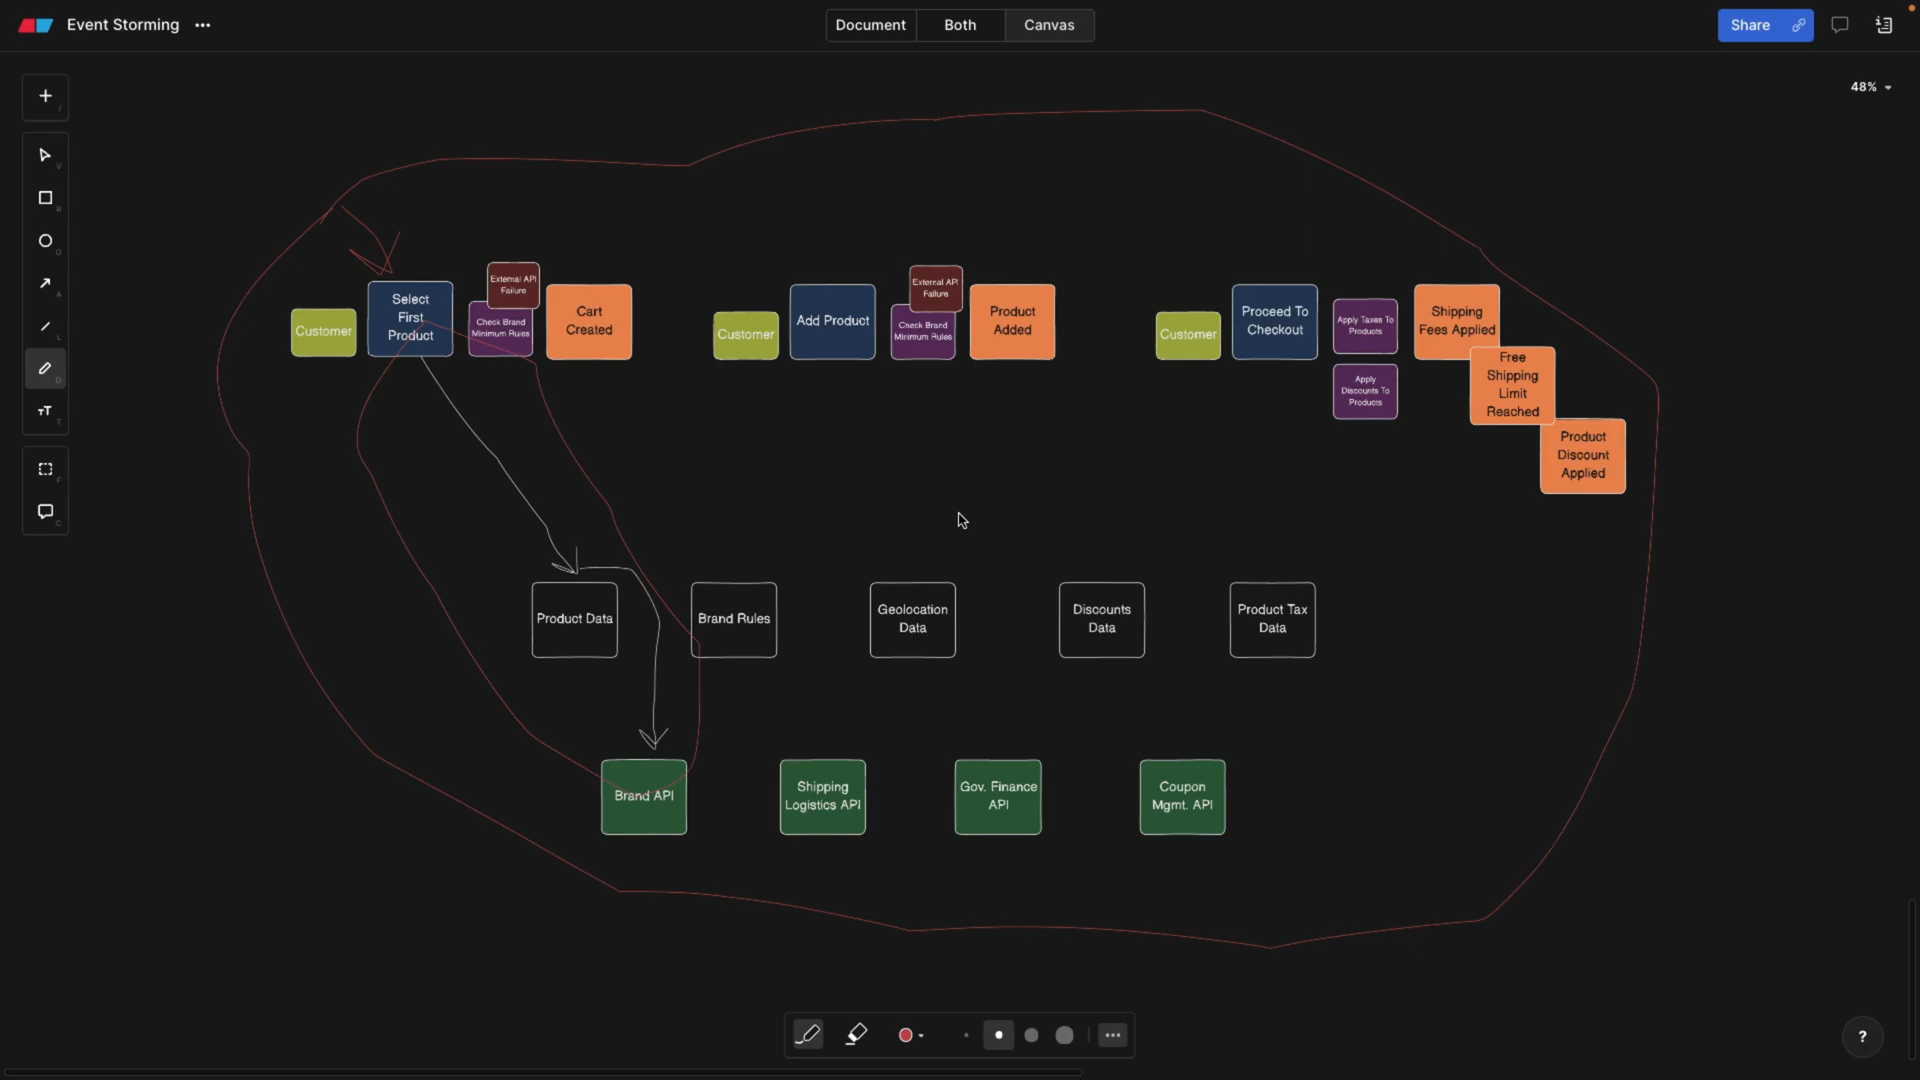 Event Storming
Document
Both
Canvas
Share
48%
V
R
O
A
L
D
T
F
C
Customer
Select
First
Product
External API
Failure
Check Brand
Minimum Rules
Cart
Created
Customer
Add Product
External API
Failure
Check Brand
Minimum Rules
Product
Added
Customer
Proceed To
Checkout
Apply Taxes To
Products
Apply
Discounts To
Products
Shipping
Fees Applied
Free
Shipping
Limit
Reached
Product
Discount
Applied
Product Data
Brand Rules
Geolocation
Data
Discounts
Data
Product Tax
Data
Brand API
Shipping
Logistics API
Gov. Finance
API
Coupon
Mgmt. API
?